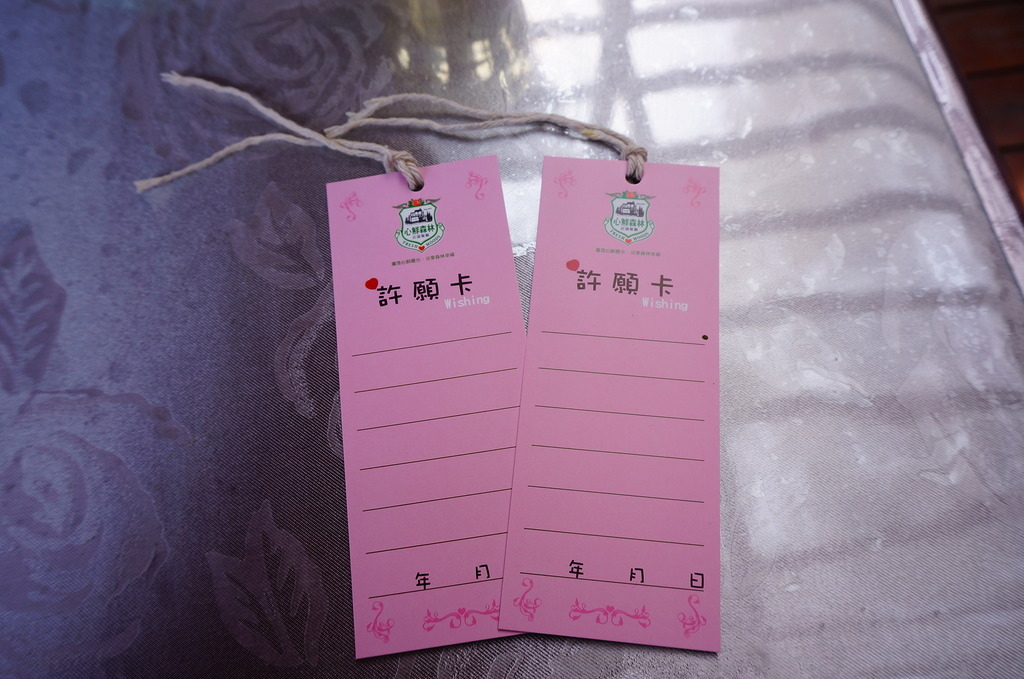 心鮮森林
許願卡
Wishing
年 月
心鮮森林
許願卡
Wishing
年 月 日